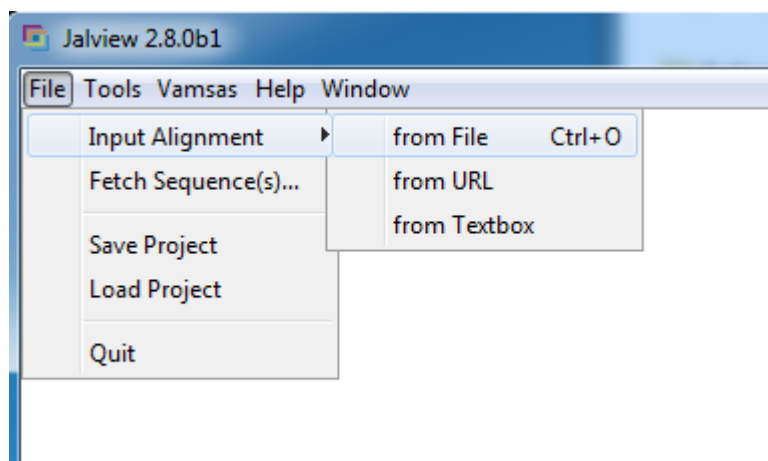 Jalview 2.8.0b1
File Tools Vamsas Help Window
Input Alignment
from File Ctrl+O
Fetch Sequence(s)...
from URL
from Textbox
Save Project
Load Project
Quit